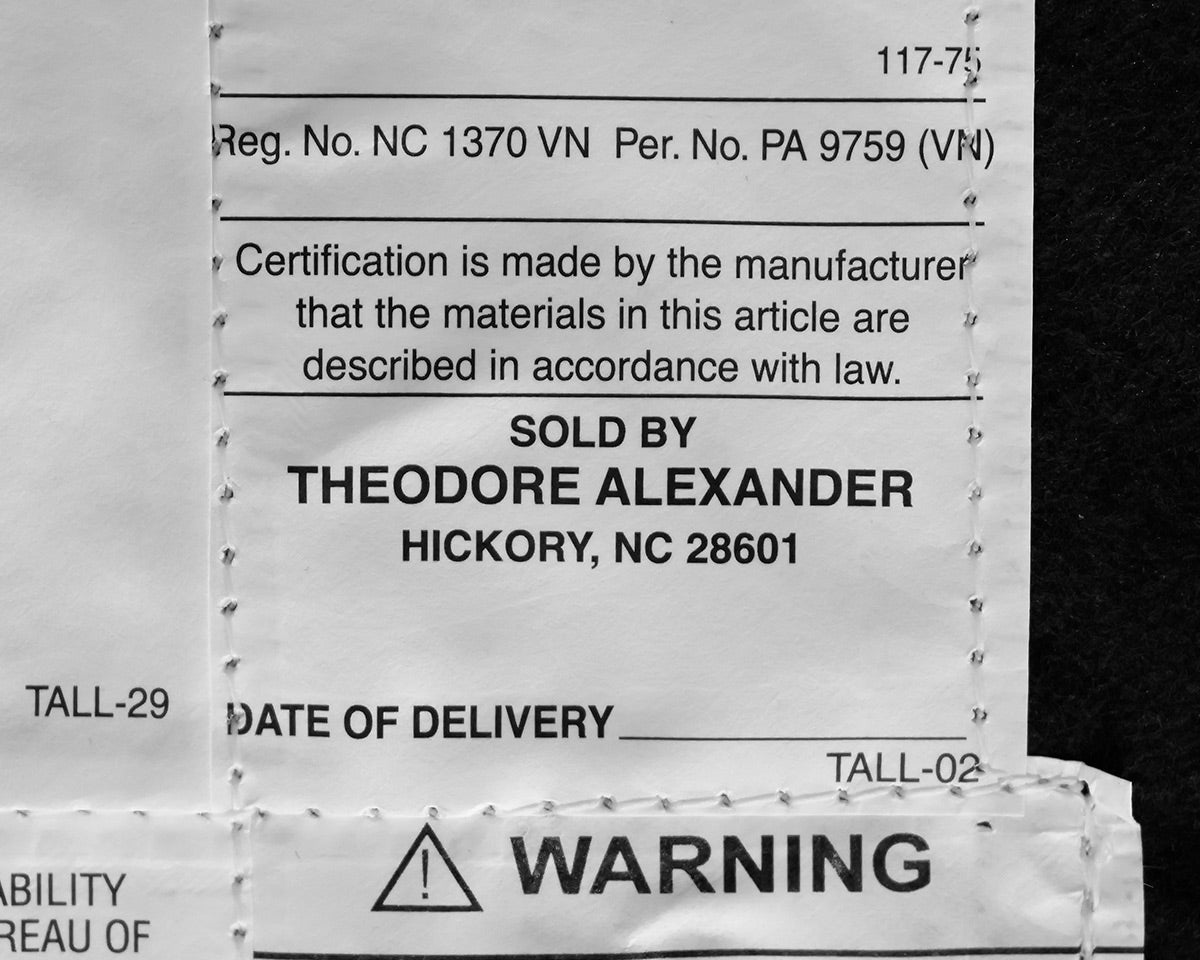 117-75
Reg. No. NC 1370 VN Per. No. PA 9759 (VN)
Certification is made by the manufacturer
that the materials in this article are
described in accordance with law.
SOLD BY
THEODORE ALEXANDER
HICKORY, NC 28601
TALL-29
DATE OF DELIVERY
TALL-02
WARNING
ABILITY
REAU OF